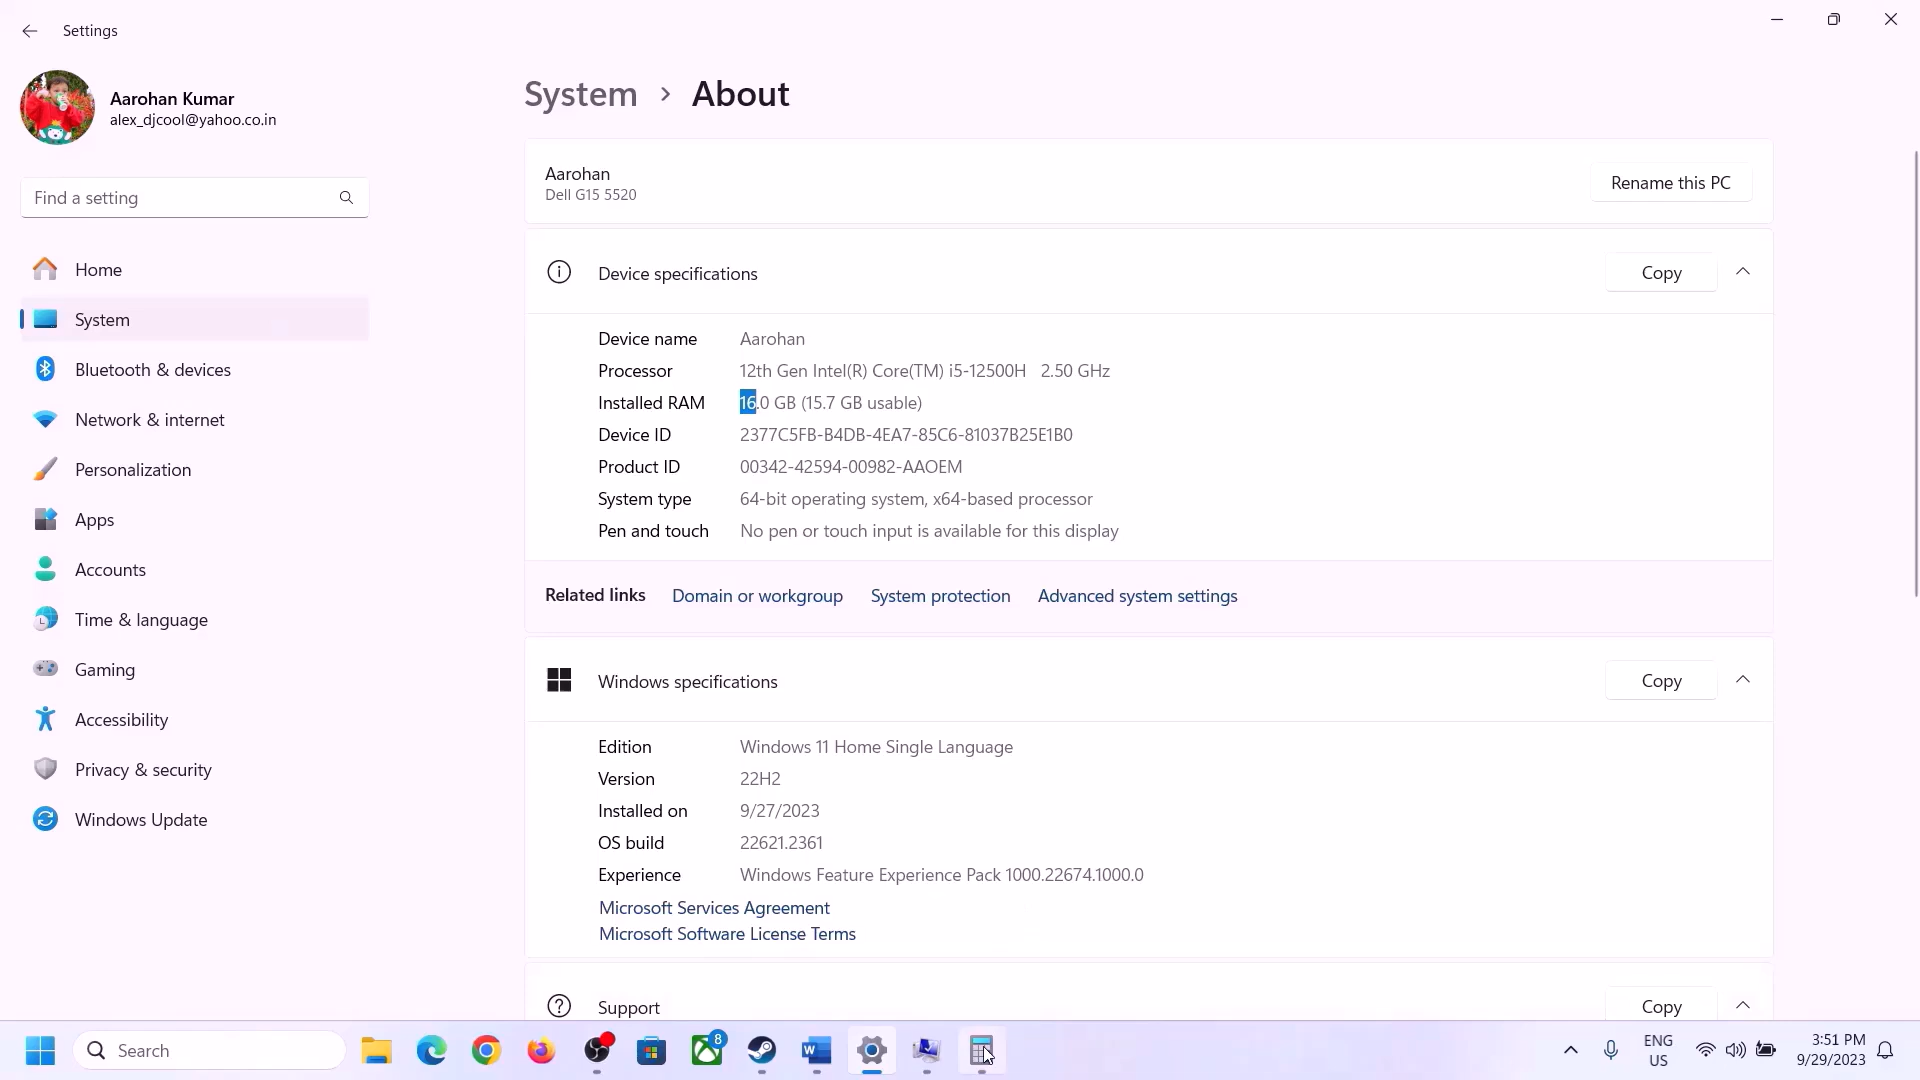 Settings
Aarohan Kumar
alex_djcool@yahoo.co.in
Find a setting
Home
System
Bluetooth & devices
Network & internet
Personalization
Apps
Accounts
Time & language
Gaming
Accessibility
Privacy & security
Windows Update
System > About
Aarohan
Dell G15 5520
Rename this PC
Device specifications
Copy
Device name Aarohan
Processor 12th Gen Intel(R) Core(TM) i5-12500H 2.50 GHz
Installed RAM 16.0 GB (15.7 GB usable)
Device ID 2377C5FB-B4DB-4EA7-85C6-81037B25E1B0
Product ID 00342-42594-00982-AAOEM
System type 64-bit operating system, x64-based processor
Pen and touch No pen or touch input is available for this display
Related links Domain or workgroup System protection Advanced system settings
Windows specifications
Copy
Edition Windows 11 Home Single Language
Version 22H2
Installed on 9/27/2023
OS build 22621.2361
Experience Windows Feature Experience Pack 1000.22674.1000.0
Microsoft Services Agreement
Microsoft Software License Terms
Support
Copy
Search
8
W
ENG
US
3:51 PM
9/29/2023